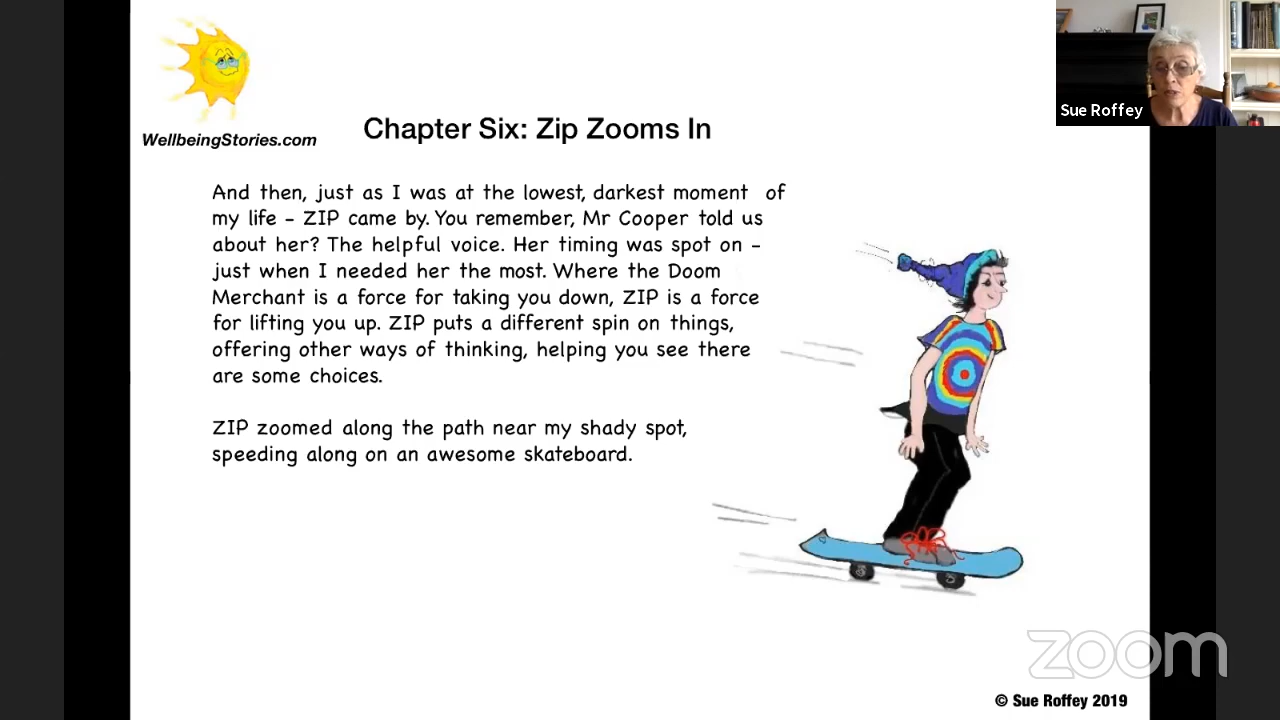 Sue Roffey
WellbeingStories.com
Chapter Six: Zip Zooms In
And then, just as I was at the lowest, darkest moment of
my life – ZIP came by. You remember, Mr Cooper told us
about her? The helpful voice. Her timing was spot on –
just when I needed her the most. Where the Doom
Merchant is a force for taking you down, ZIP is a force
for lifting you up. ZIP puts a different spin on things,
offering other ways of thinking, helping you see there
are some choices.
ZIP zoomed along the path near my shady spot,
speeding along on an awesome skateboard.
zoom
© Sue Roffey 2019